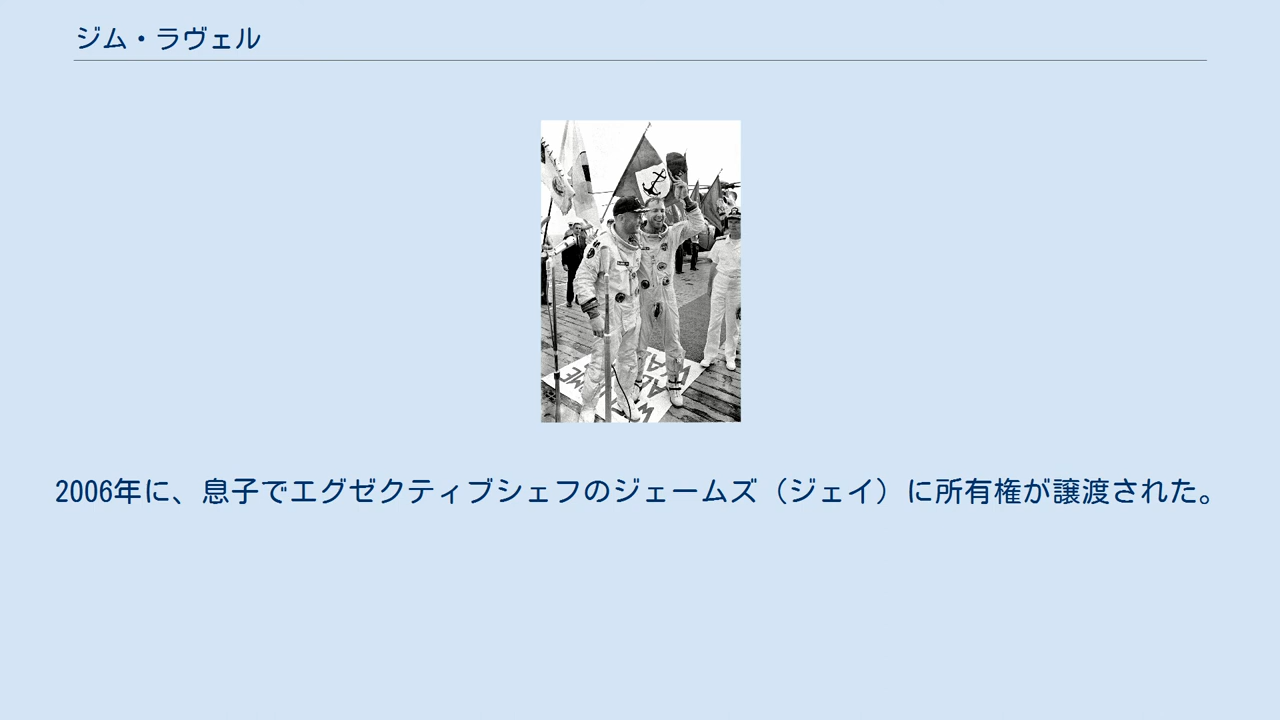 ジム・ラヴェル
2006年に、息子でエグゼクティブシェフのジェームズ（ジェイ）に所有権が譲渡された。